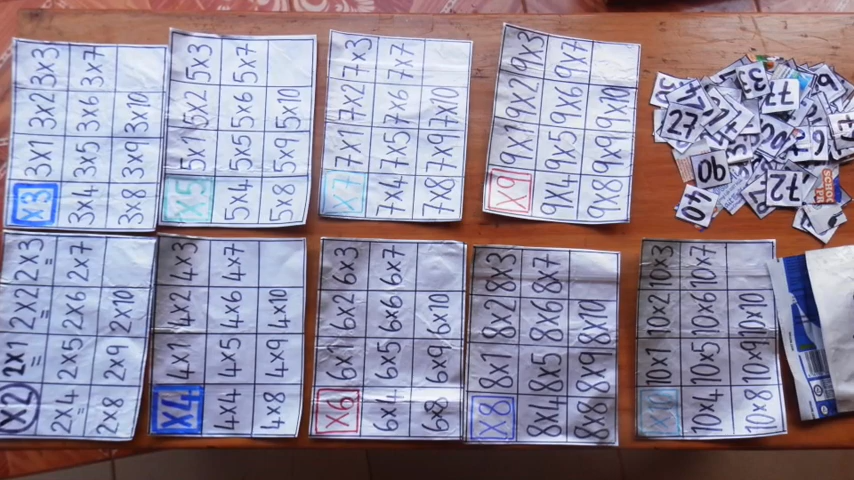 X3 3x1 3x2 3x3
3x4 3x5 3x6 3x7
3x8 3x9 3x10
X5 5x1 5x2 5x3
5x4 5x5 5x6 5x7
5x8 5x9 5x10
X7 7x1 7x2 7x3
7x4 7x5 7x6 7x7
7x8 7x9 7x10
X9 9x1 9x2 9x3
9x4 9x5 9x6 9x7
9x8 9x9 9x10
X2 2x1 2x2 2x3
2x4 2x5 2x6 2x7
2x8 2x9 2x10
X4 4x1 4x2 4x3
4x4 4x5 4x6 4x7
4x8 4x9 4x10
X6 6x1 6x2 6x3
6x4 6x5 6x6 6x7
6x8 6x9 6x10
X8 8x1 8x2 8x3
8x4 8x5 8x6 8x7
8x8 8x9 8x10
X10 10x1 10x2 10x3
10x4 10x5 10x6 10x7
10x8 10x9 10x10
27
90
40
72